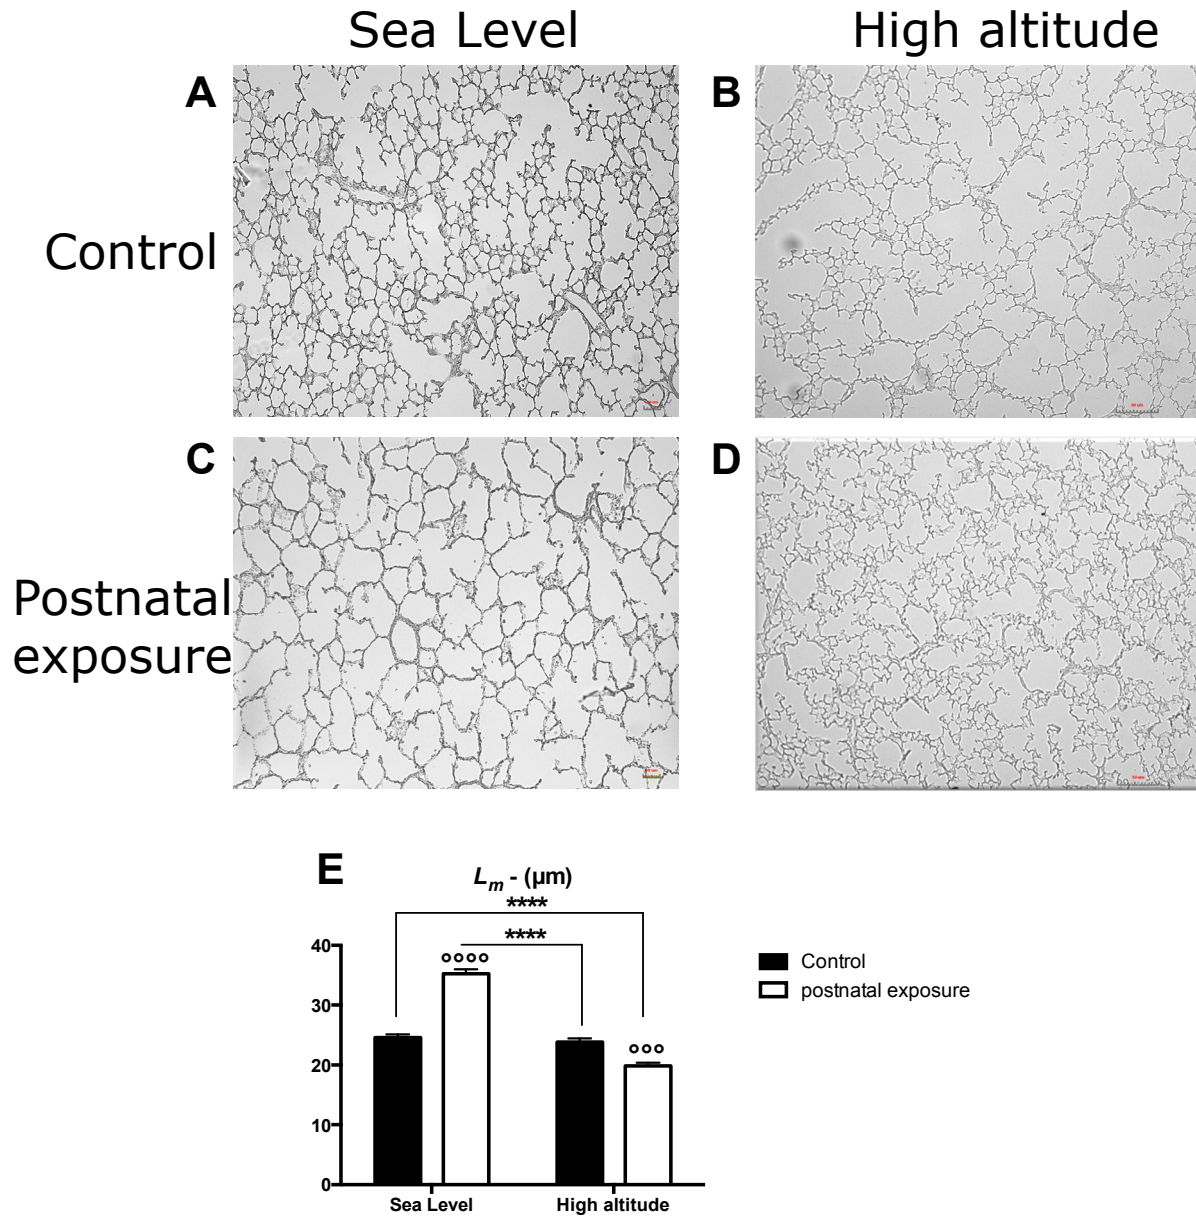 Sea Level
High altitude
A
B
Control
C
D
Postnatal
exposure
E
Lm - (µm)
****
****
40
30
20
10
0
°°°°
°°°
Control
postnatal exposure
Sea Level
High altitude